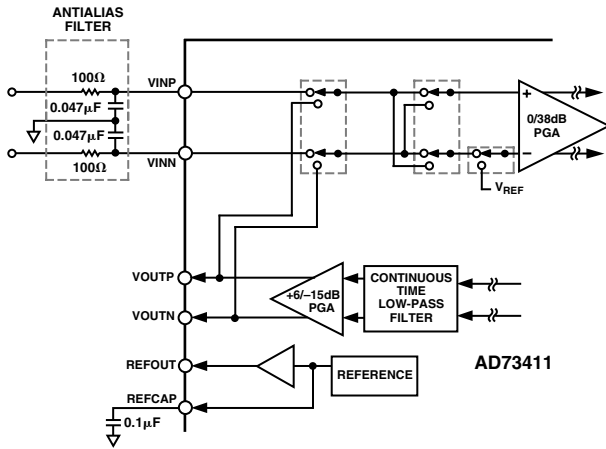 ANTIALIAS
FILTER
100Ω
VINP
0.047μF
0.047μF
100Ω
VINN
+
0/38dB
PGA
–
VREF
VOUTP
+6/–15dB
PGA
CONTINUOUS
TIME
LOW-PASS
FILTER
VOUTN
REFOUT
REFERENCE
AD73411
REFCAP
0.1μF